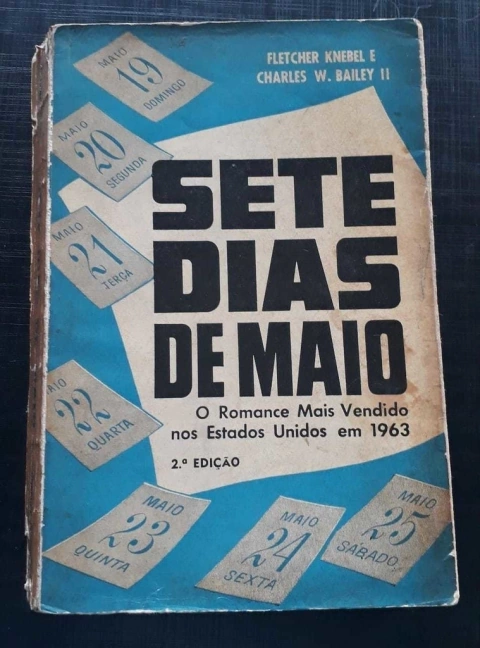 FLETCHER KNEBEL E
CHARLES W. BAILEY II
MAIO
19
DOMINGO
MAIO
20
SEGUNDA
MAIO
21
TERÇA
MAIO
22
QUARTA
MAIO
23
QUINTA
MAIO
24
SEXTA
MAIO
25
SÁBADO
SETE
DIAS
DE MAIO
O Romance Mais Vendido
nos Estados Unidos em 1963
2.ª EDIÇÃO